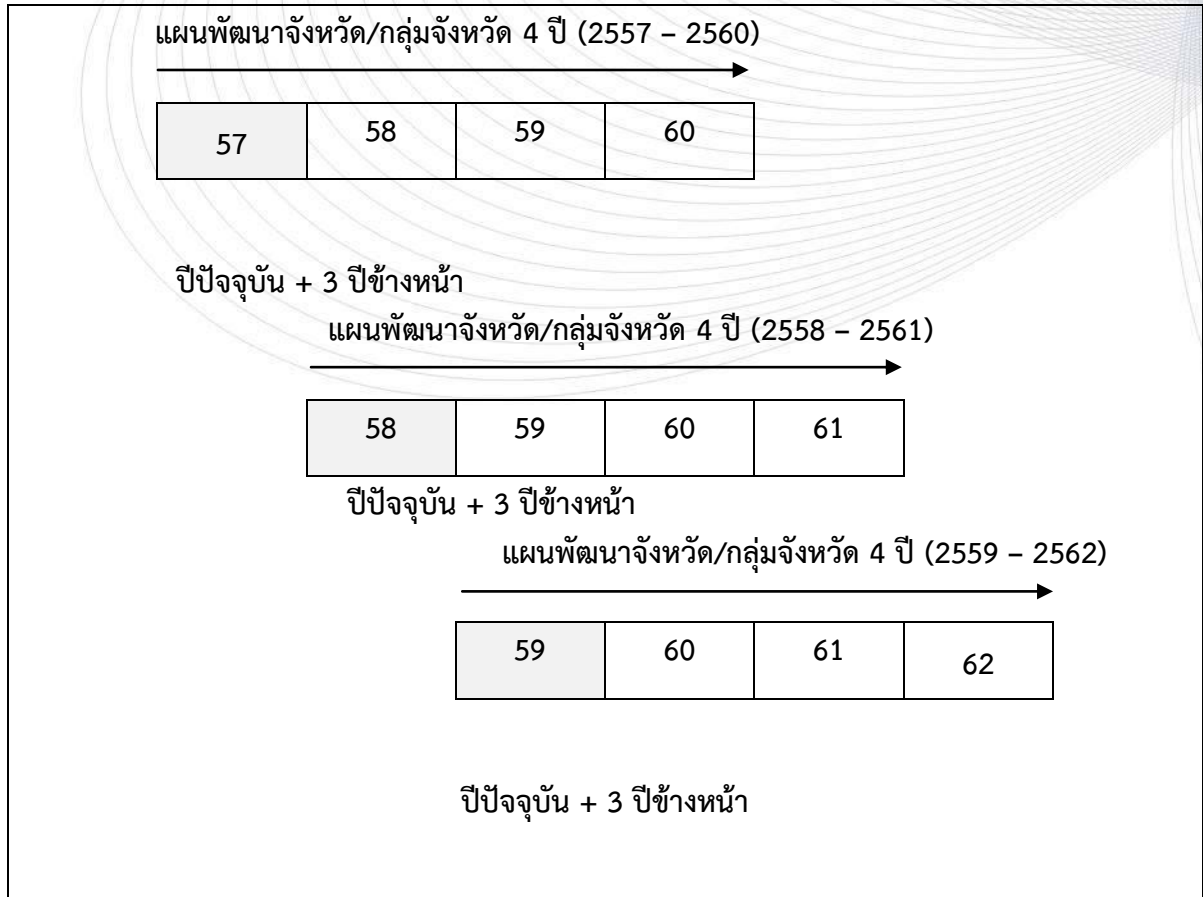 แผนพัฒนาจังหวัด/กลุ่มจังหวัด 4 ปี (2557 – 2560)
57 58 59 60
ปีปัจจุบัน + 3 ปีข้างหน้า
แผนพัฒนาจังหวัด/กลุ่มจังหวัด 4 ปี (2558 – 2561)
58 59 60 61
ปีปัจจุบัน + 3 ปีข้างหน้า
แผนพัฒนาจังหวัด/กลุ่มจังหวัด 4 ปี (2559 – 2562)
59 60 61 62
ปีปัจจุบัน + 3 ปีข้างหน้า